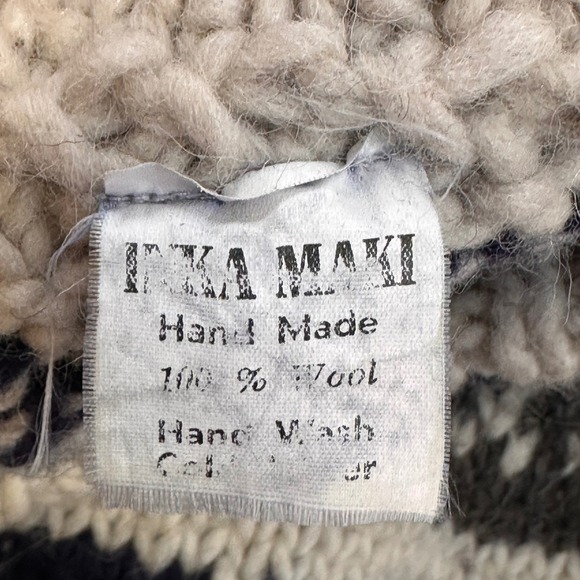 INKA MAKI
Hand Made
100 % Wool
Hand Wash